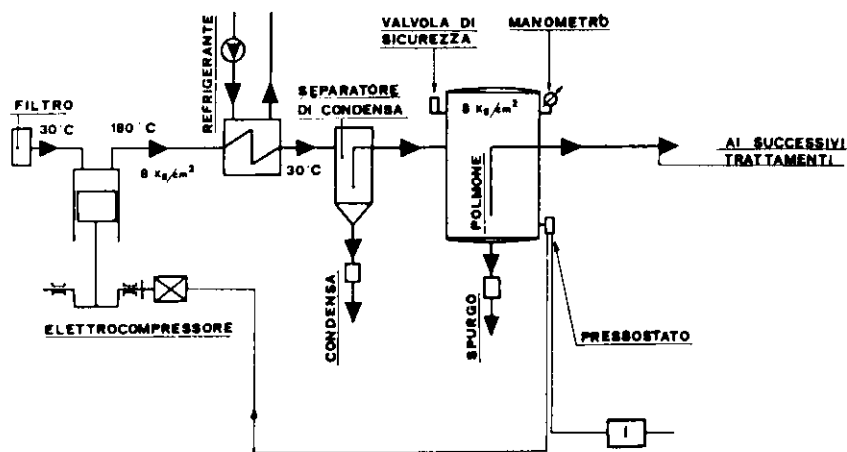 REFRIGERANTE
VALVOLA DI
SICUREZZA
MANOMETRO
SEPARATORE
DI CONDENSA
FILTRO
30°C
180°C
8 Kg/cm²
8 Kg/cm²
30°C
POLMONE
AI SUCCESSIVI
TRATTAMENTI
ELETTROCOMPRESSORE
CONDENSA
SPURGO
PRESSOSTATO
I